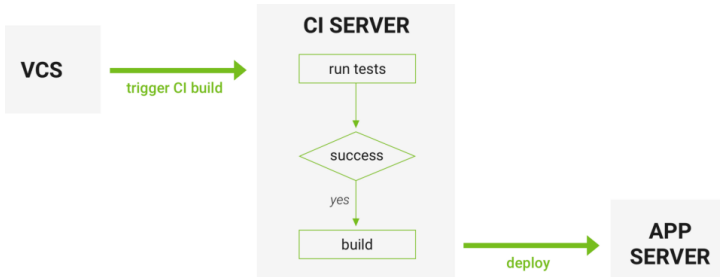 VCS
trigger CI build
CI SERVER
run tests
success
yes
build
deploy
APP
SERVER